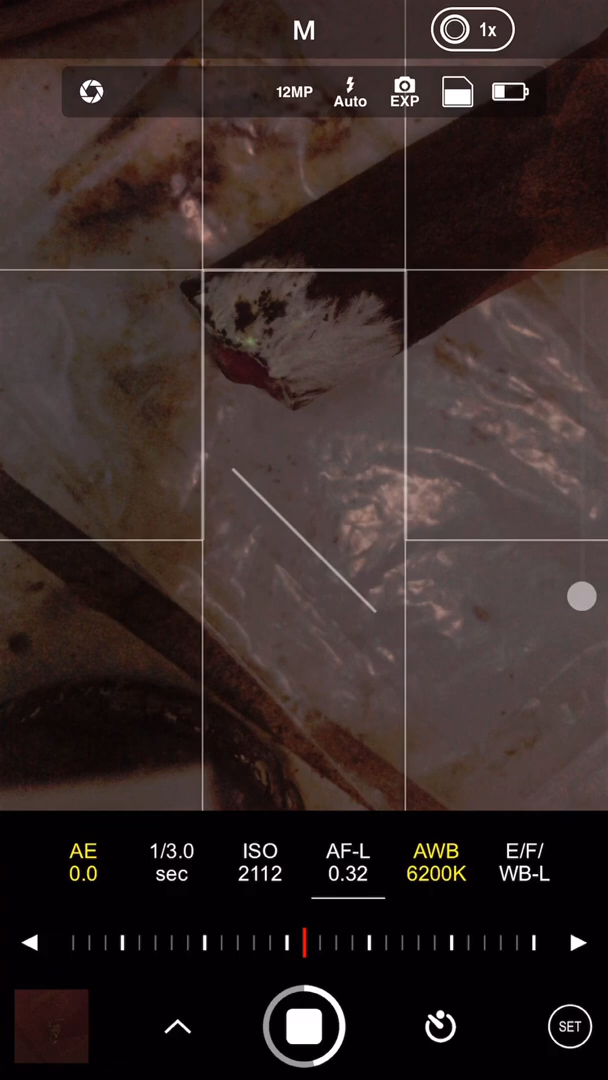 M
1x
12MP
Auto
EXP
AE
0.0
1/3.0
sec
ISO
2112
AF-L
0.32
AWB
6200K
E/F/
WB-L
SET